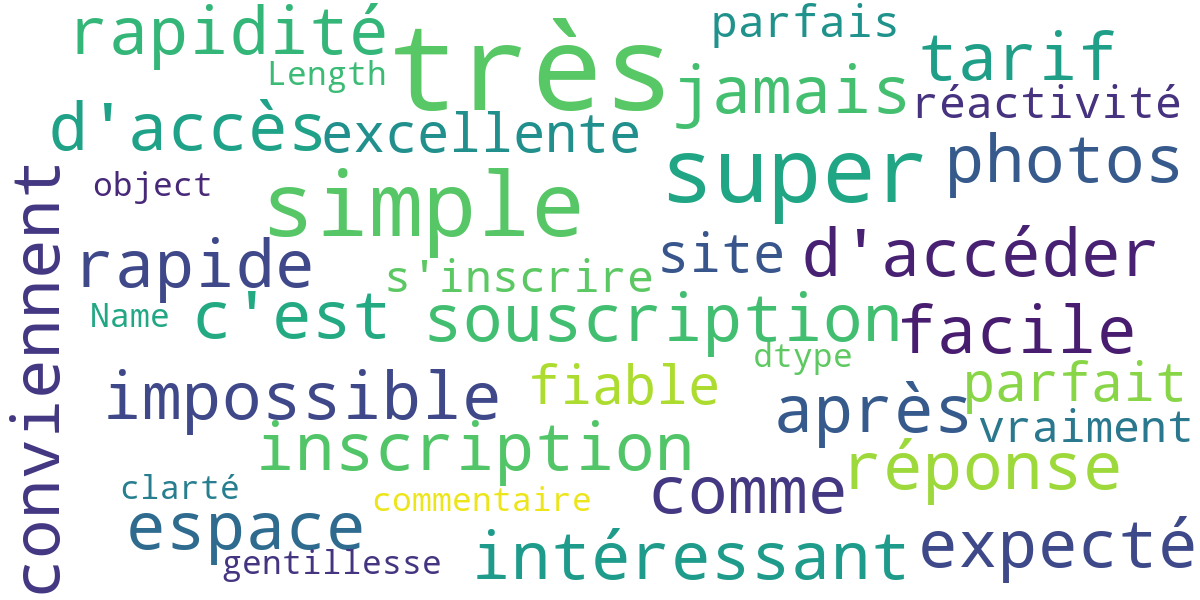 rapidité
très
parfais
tarif
Length
jamais
réactivité
d'accès
excellente
super
photos
object
simple
conviennent
rapide
s'inscrire
site
d'accéder
Name
c'est
souscription
facile
dtype
impossible
fiable
après
parfait
vraiment
inscription
réponse
clarté
commentaire
comme
espace
gentillesse
intéressant
expecté